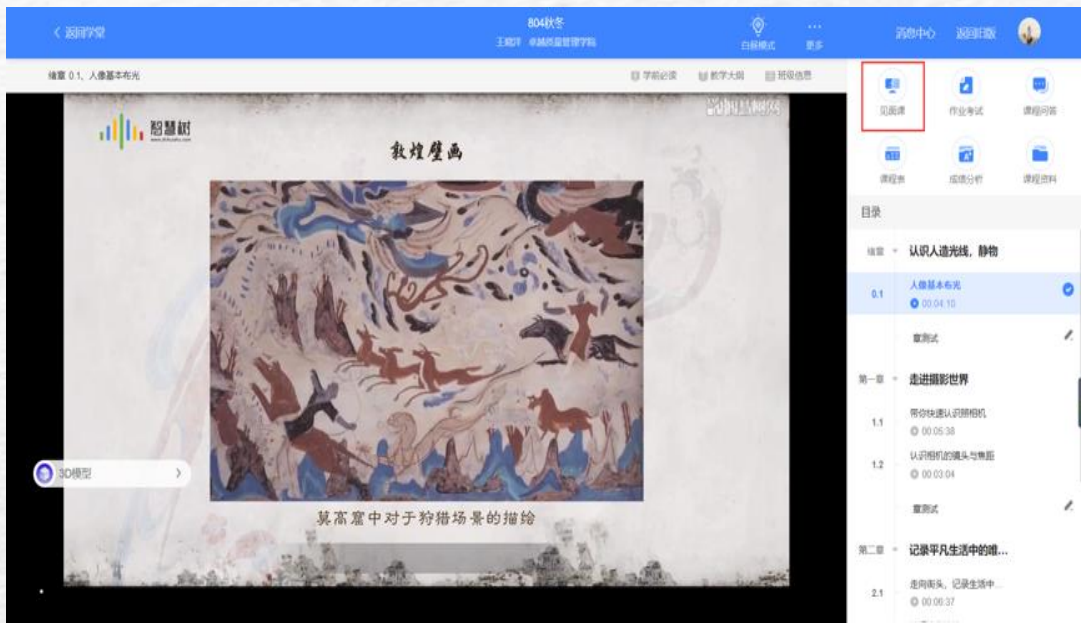 返回学堂
804秋冬
王晓萍 卓越质量管理学院
白昼模式
更多
消息中心
返回旧版
绪章 0.1、人像基本布光
学前必读
教学大纲
班级信息
见面课
作业考试
课程问答
课程表
成绩分析
课程资料
智慧树
敦煌壁画
莫高窟中对于狩猎场景的描绘
3D模型
目录
绪章 认识人造光线,静物
0.1 人像基本布光
00:04:10
章测试
第一章 走进摄影世界
1.1 带你快速认识照相机
00:05:38
1.2 认识相机的镜头与焦距
00:03:04
章测试
第二章 记录平凡生活中的唯...
2.1 走向街头,记录生活中...
00:06:37